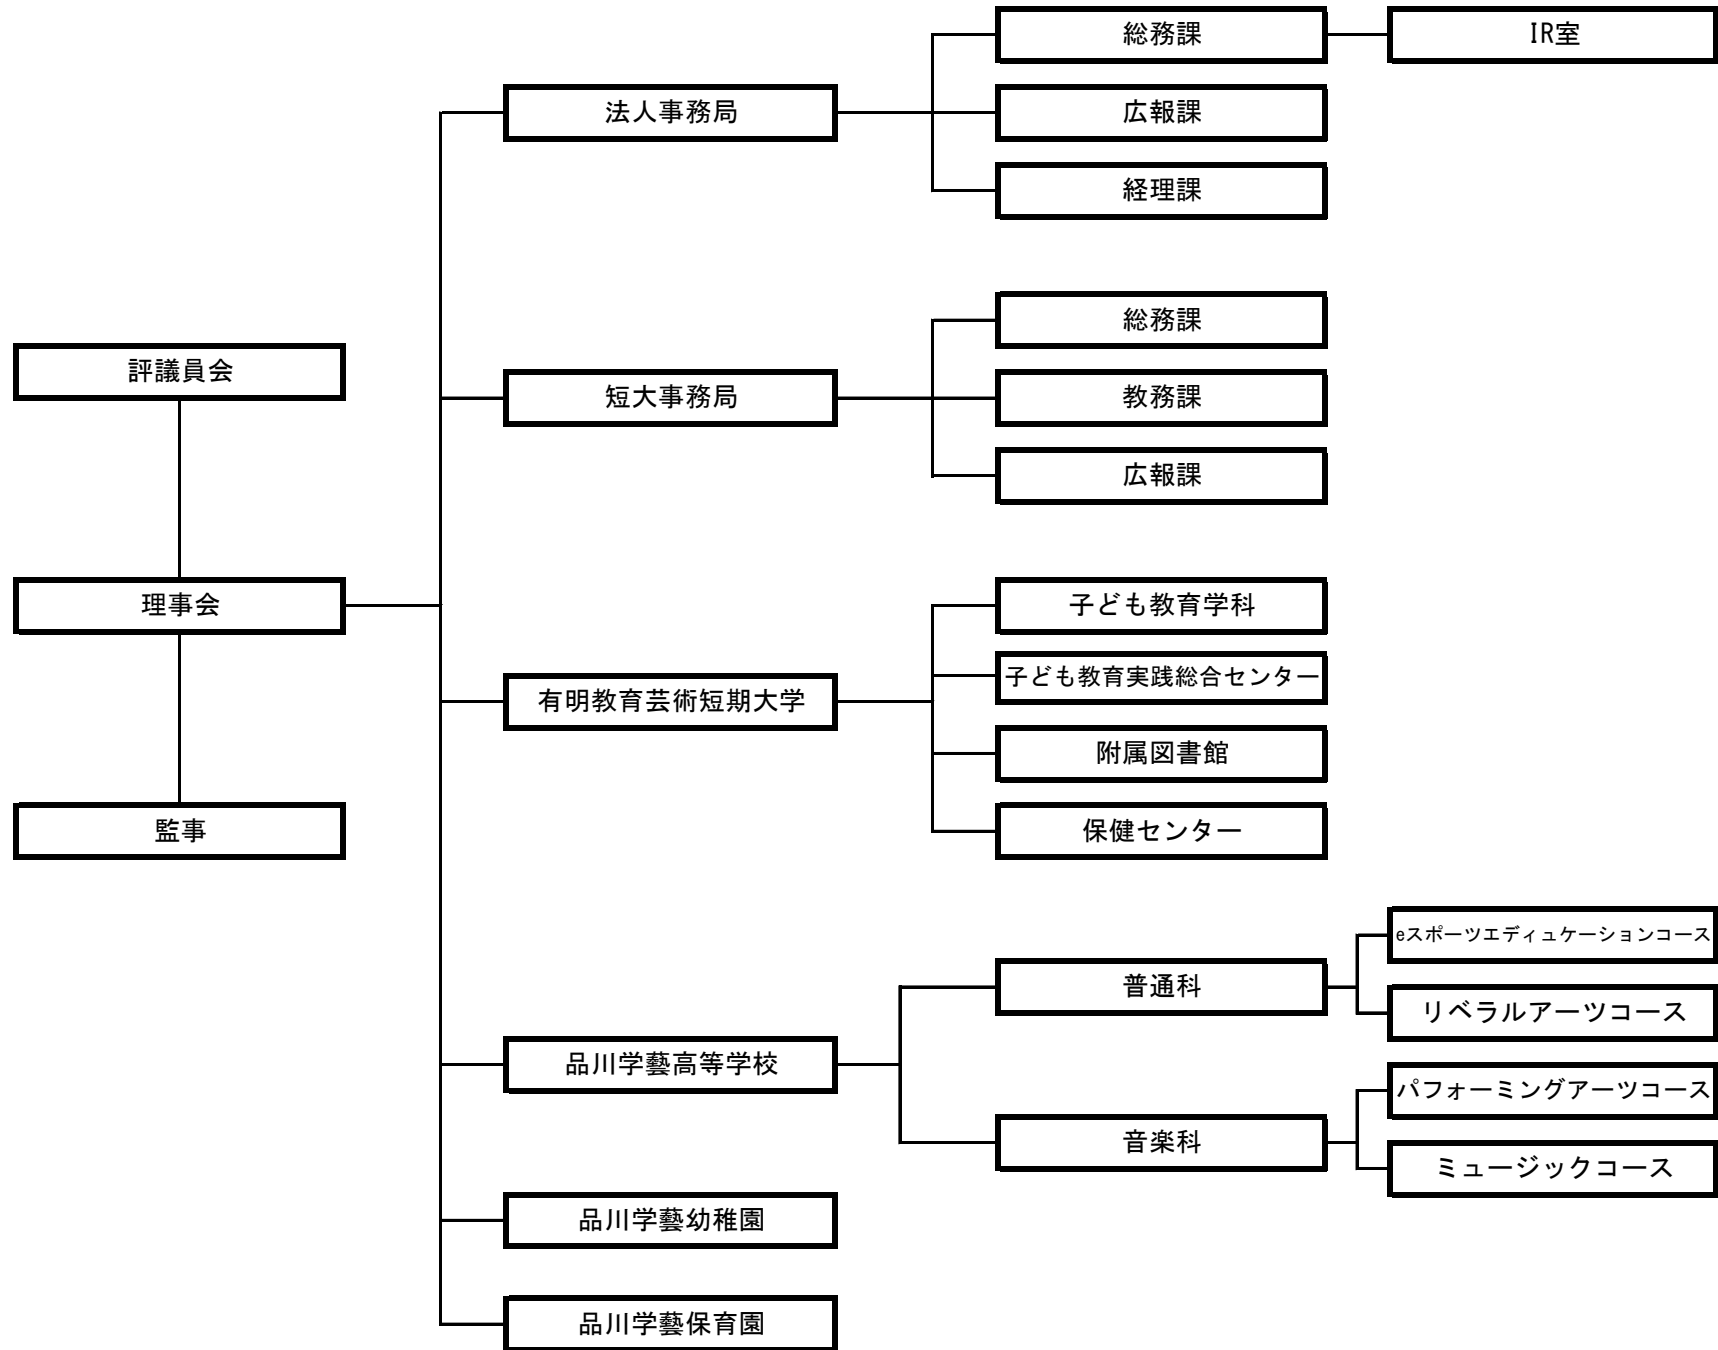 評議員会
理事会
監事
法人事務局
総務課
IR室
広報課
経理課
短大事務局
総務課
教務課
広報課
有明教育芸術短期大学
子ども教育学科
子ども教育実践総合センター
附属図書館
保健センター
品川学藝高等学校
普通科
eスポーツエディュケーションコース
リベラルアーツコース
音楽科
パフォーミングアーツコース
ミュージックコース
品川学藝幼稚園
品川学藝保育園